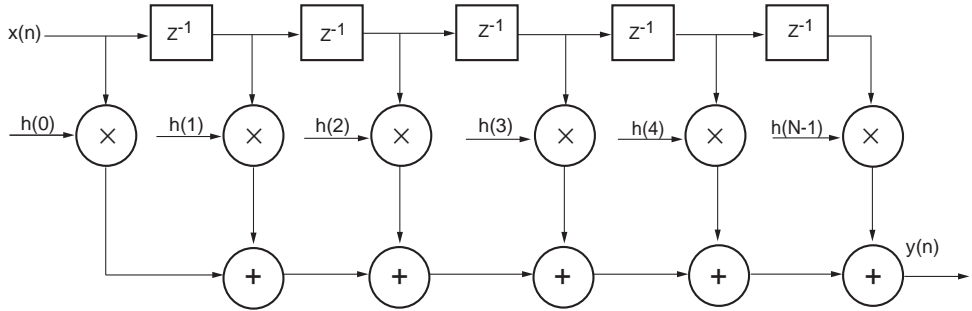 x(n)
z⁻¹
z⁻¹
z⁻¹
z⁻¹
z⁻¹
h(0)
×
h(1)
×
h(2)
×
h(3)
×
h(4)
×
h(N-1)
×
+
+
+
+
+
y(n)